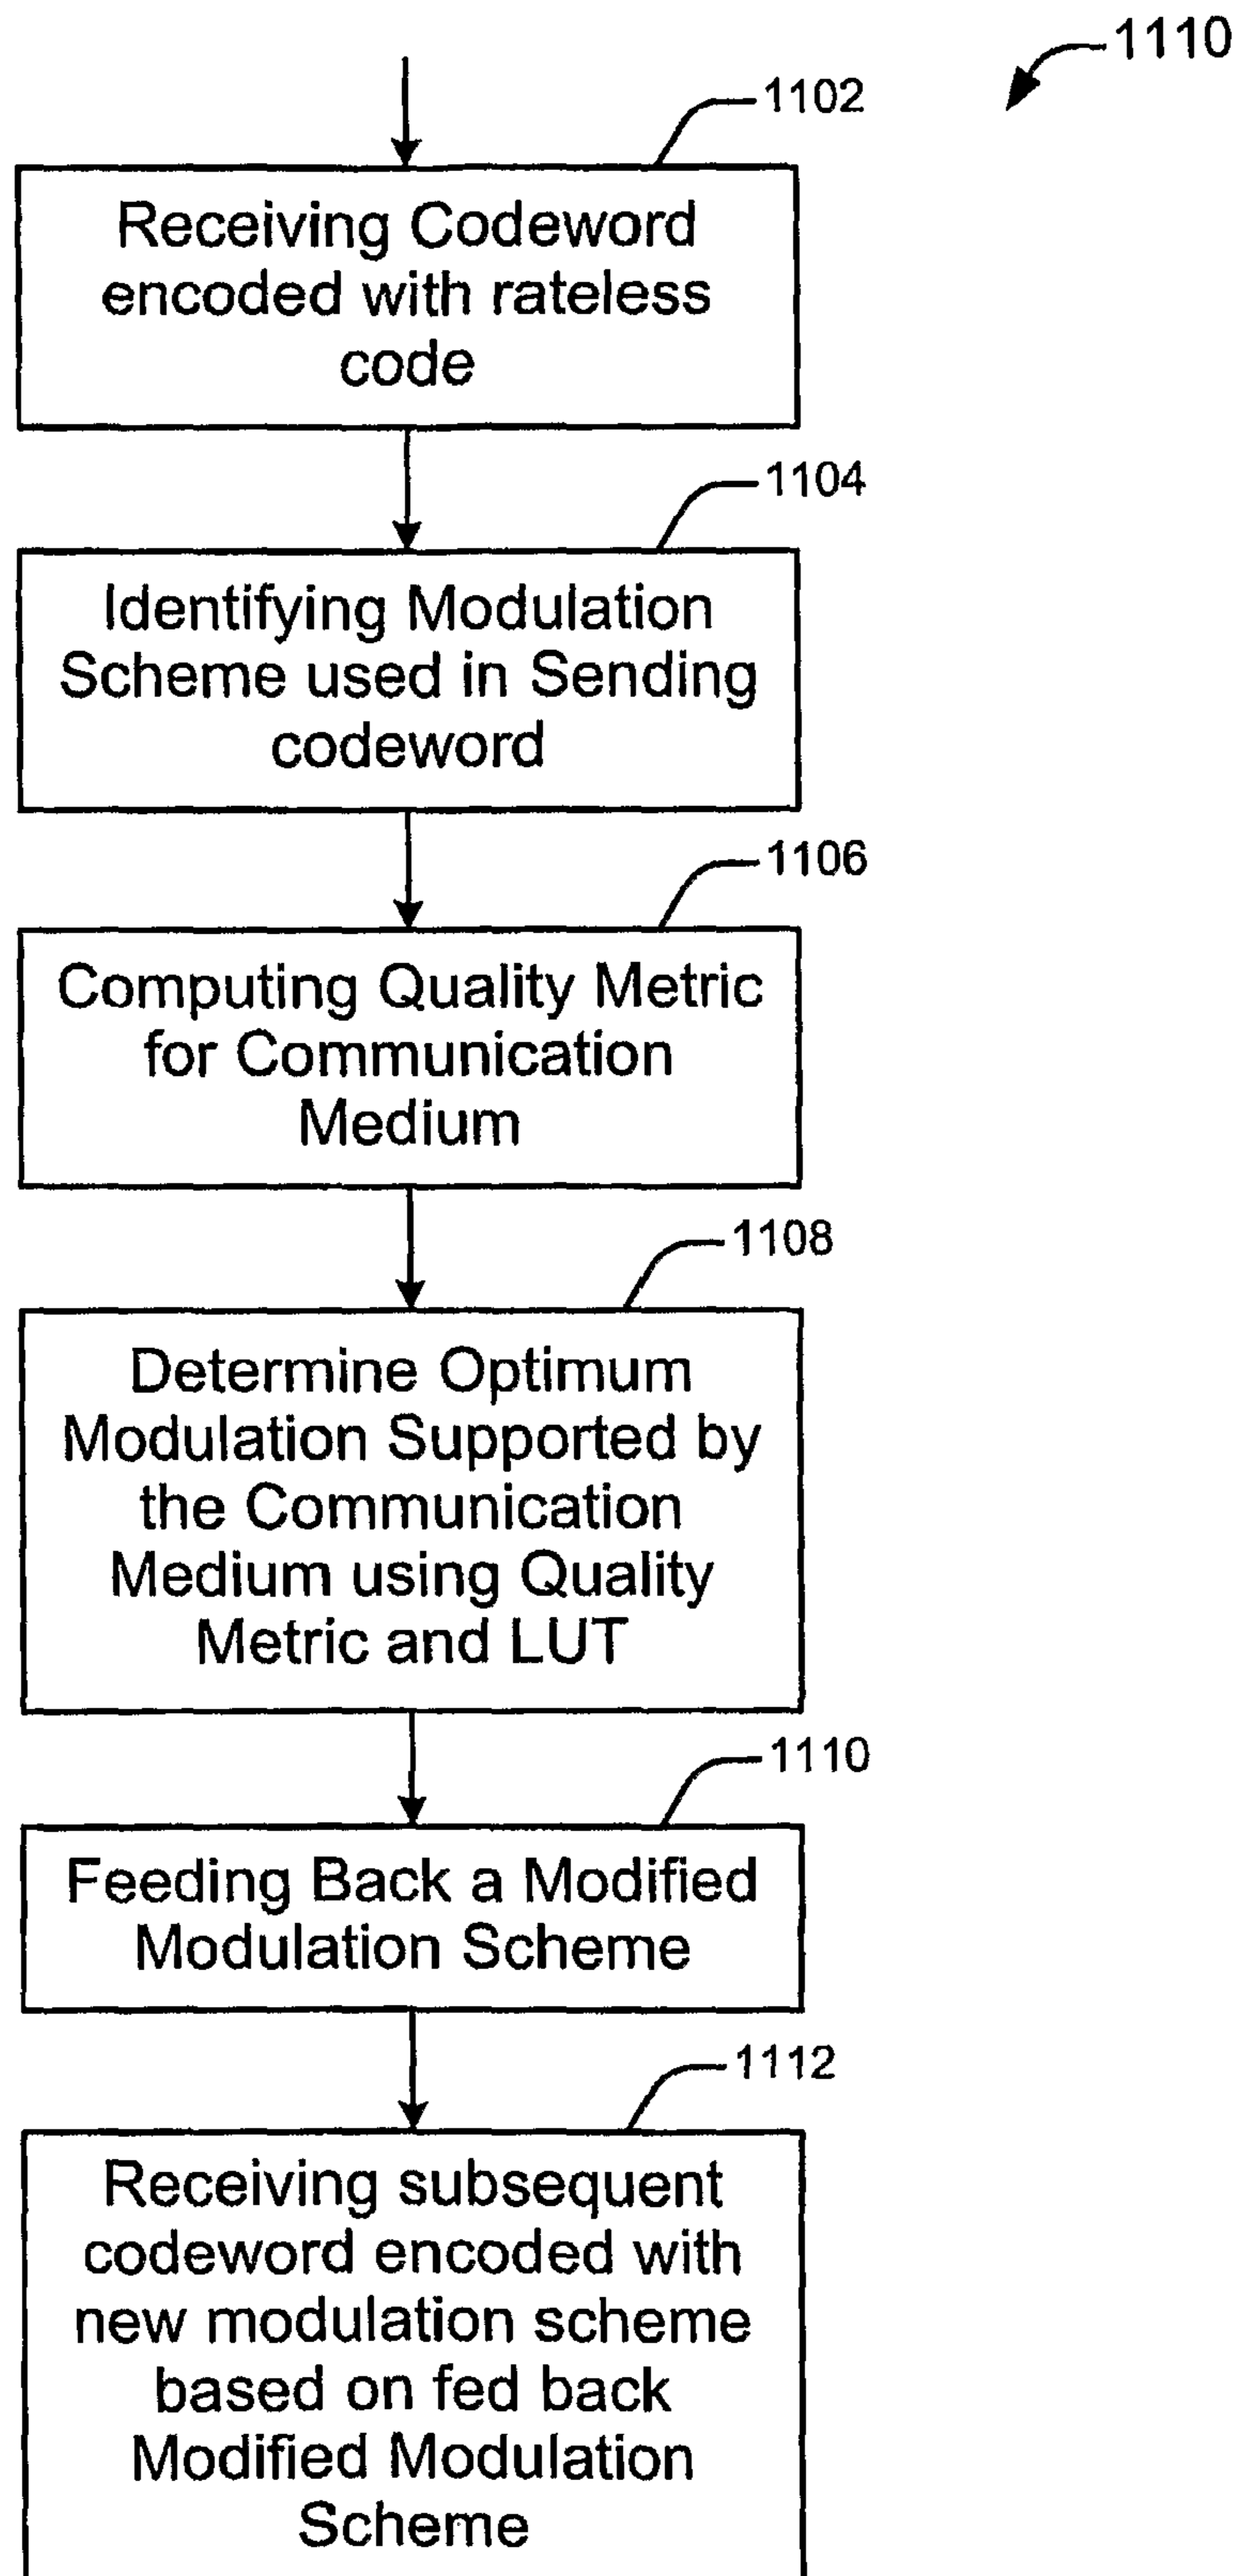 1110
1102
Receiving Codeword
encoded with rateless
code
1104
Identifying Modulation
Scheme used in Sending
codeword
1106
Computing Quality Metric
for Communication
Medium
1108
Determine Optimum
Modulation Supported by
the Communication
Medium using Quality
Metric and LUT
1110
Feeding Back a Modified
Modulation Scheme
1112
Receiving subsequent
codeword encoded with
new modulation scheme
based on fed back
Modified Modulation
Scheme